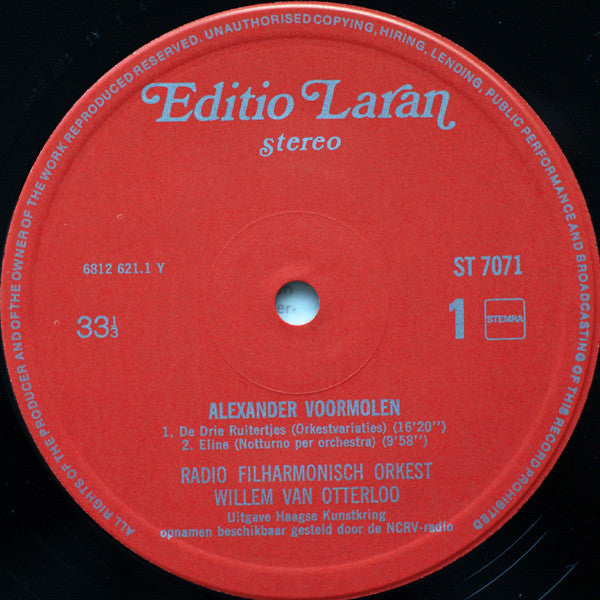 ALL RIGHTS OF THE PRODUCER AND OF THE OWNER OF THE WORK REPRODUCED RESERVED. UNAUTHORISED COPYING, HIRING, LENDING, PUBLIC PERFORMANCE AND BROADCASTING OF THIS RECORD PROHIBITED
Editio Laran
stereo
6812 621.1 Y
ST 7071
33⅓
1
STEMRA
ALEXANDER VOORMOLEN
1. De Drie Ruitertjes (Orkestvariaties) (16'20'')
2. Eline (Notturno per orchestra) (9'58'')
RADIO FILHARMONISCH ORKEST
WILLEM VAN OTTERLOO
Uitgave Haagse Kunstkring
opnamen beschikbaar gesteld door de NCRV-radio